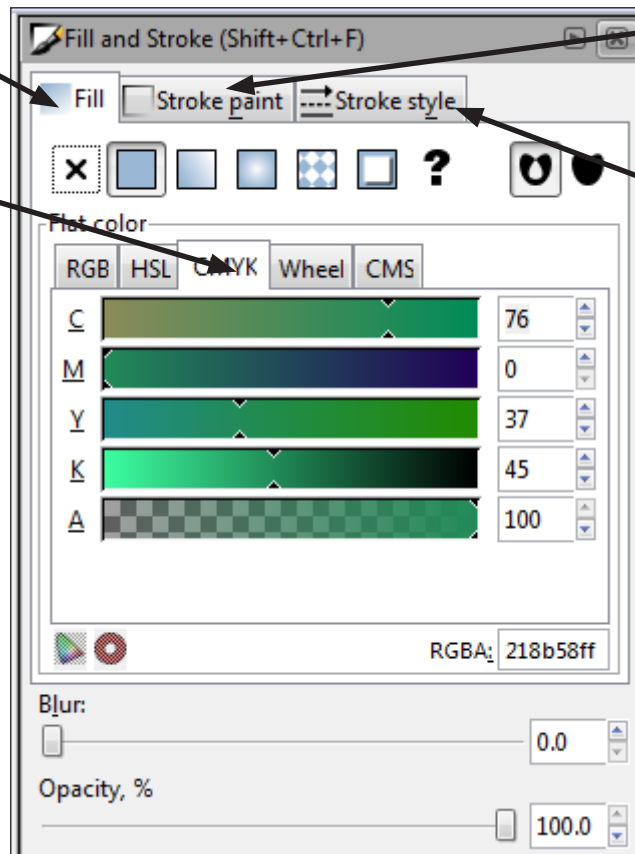 Fill and Stroke (Shift+Ctrl+F)
Fill Stroke paint Stroke style
?
Flat color
RGB HSL CMYK Wheel CMS
C 76
M 0
Y 37
K 45
A 100
RGBA: 218b58ff
Blur:
0.0
Opacity, %
100.0